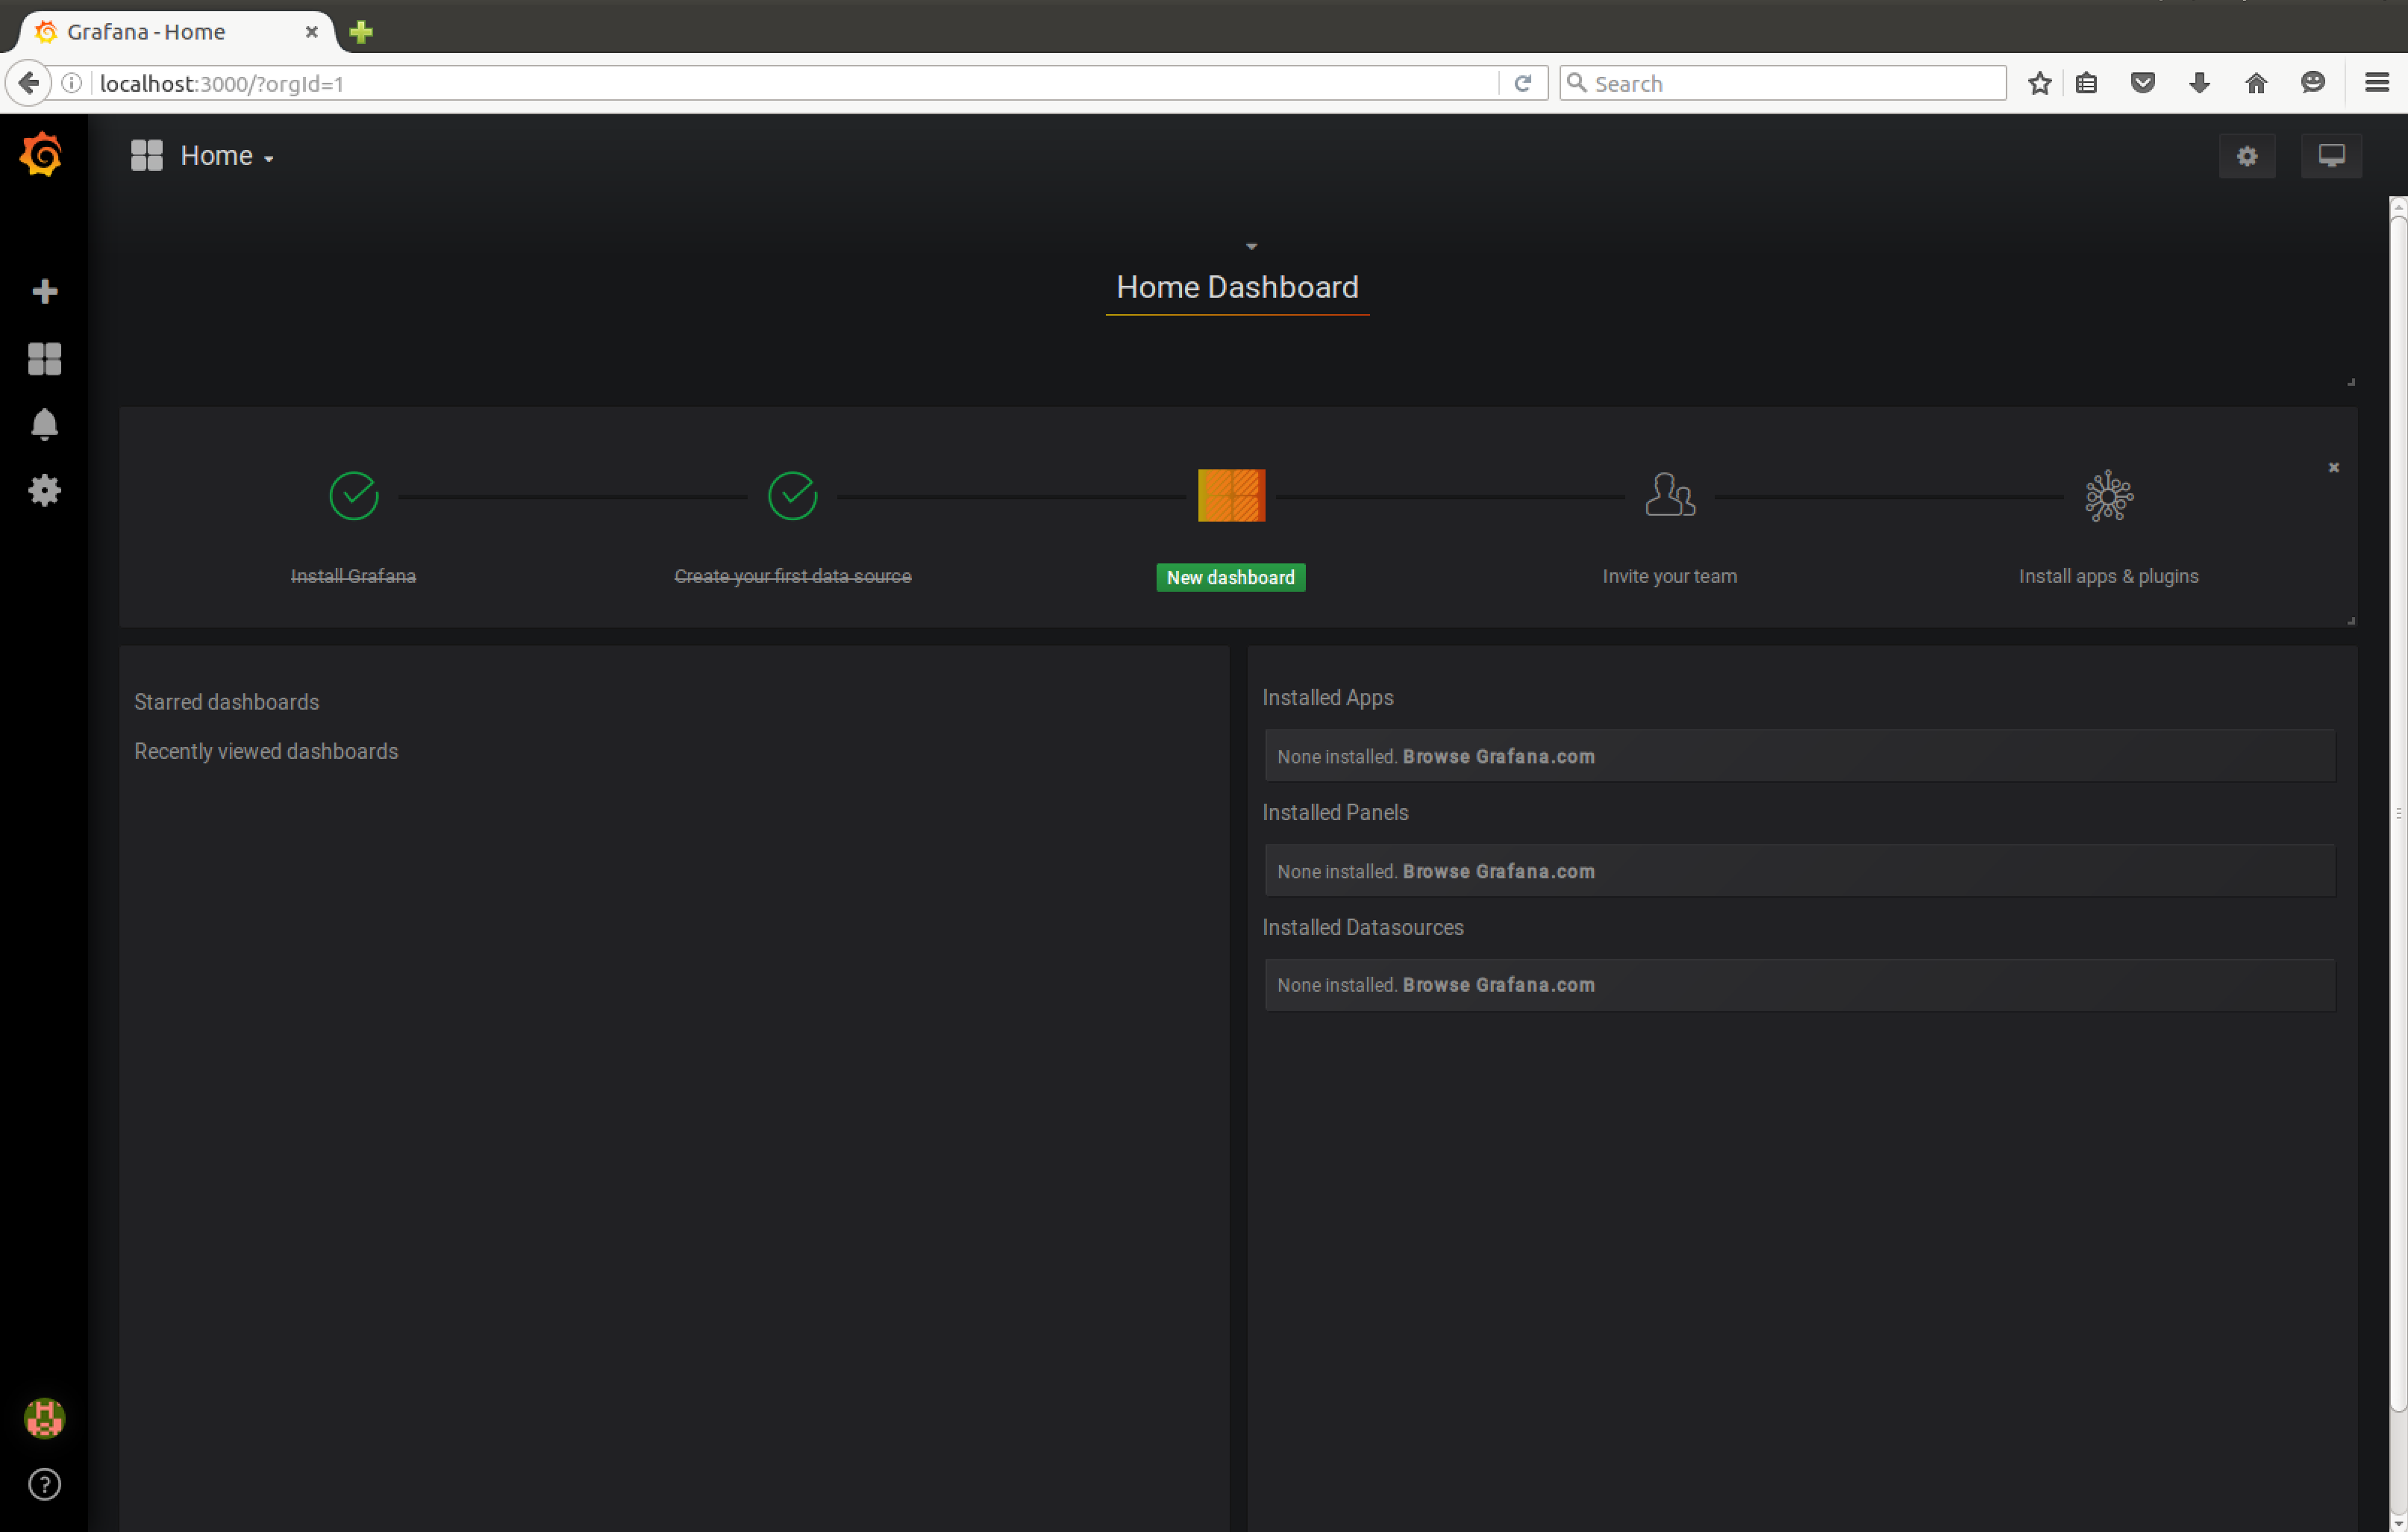 Grafana - Home
localhost:3000/?orgId=1
Search
Home
Home Dashboard
Install Grafana
Create your first data source
New dashboard
Invite your team
Install apps & plugins
Starred dashboards
Recently viewed dashboards
Installed Apps
None installed. Browse Grafana.com
Installed Panels
None installed. Browse Grafana.com
Installed Datasources
None installed. Browse Grafana.com